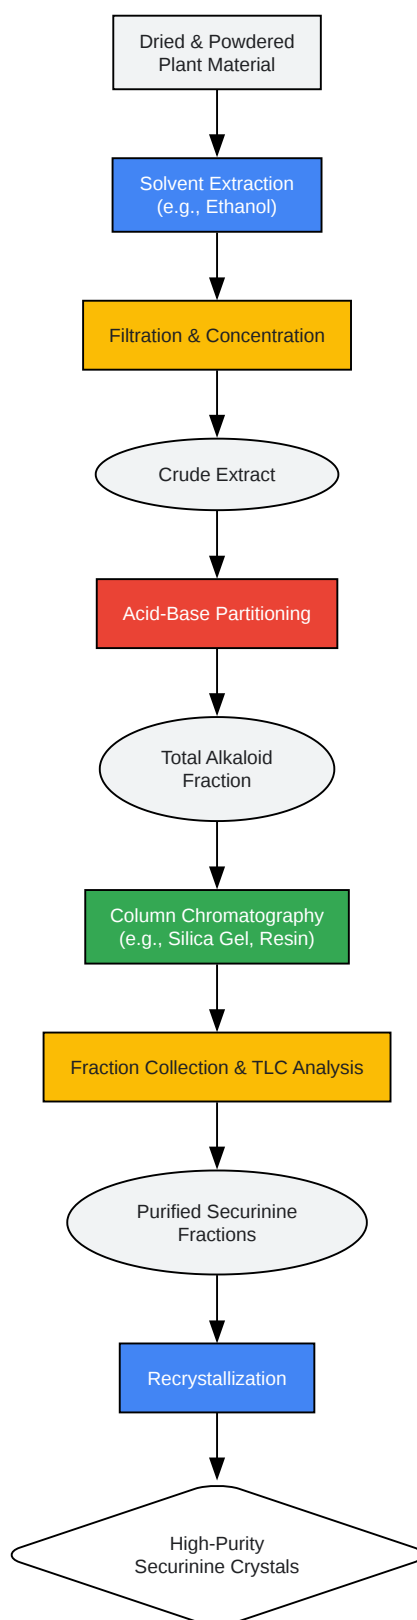 Dried & Powdered
Plant Material
Solvent Extraction
(e.g., Ethanol)
Filtration & Concentration
Crude Extract
Acid-Base Partitioning
Total Alkaloid
Fraction
Column Chromatography
(e.g., Silica Gel, Resin)
Fraction Collection & TLC Analysis
Purified Securinine
Fractions
Recrystallization
High-Purity
Securinine Crystals